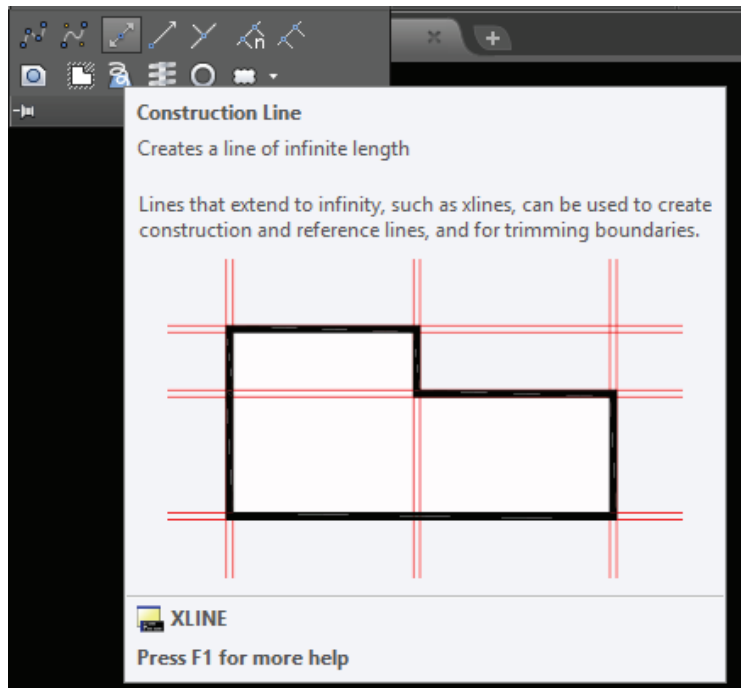 Construction Line
Creates a line of infinite length
Lines that extend to infinity, such as xlines, can be used to create
construction and reference lines, and for trimming boundaries.
XLINE
Press F1 for more help